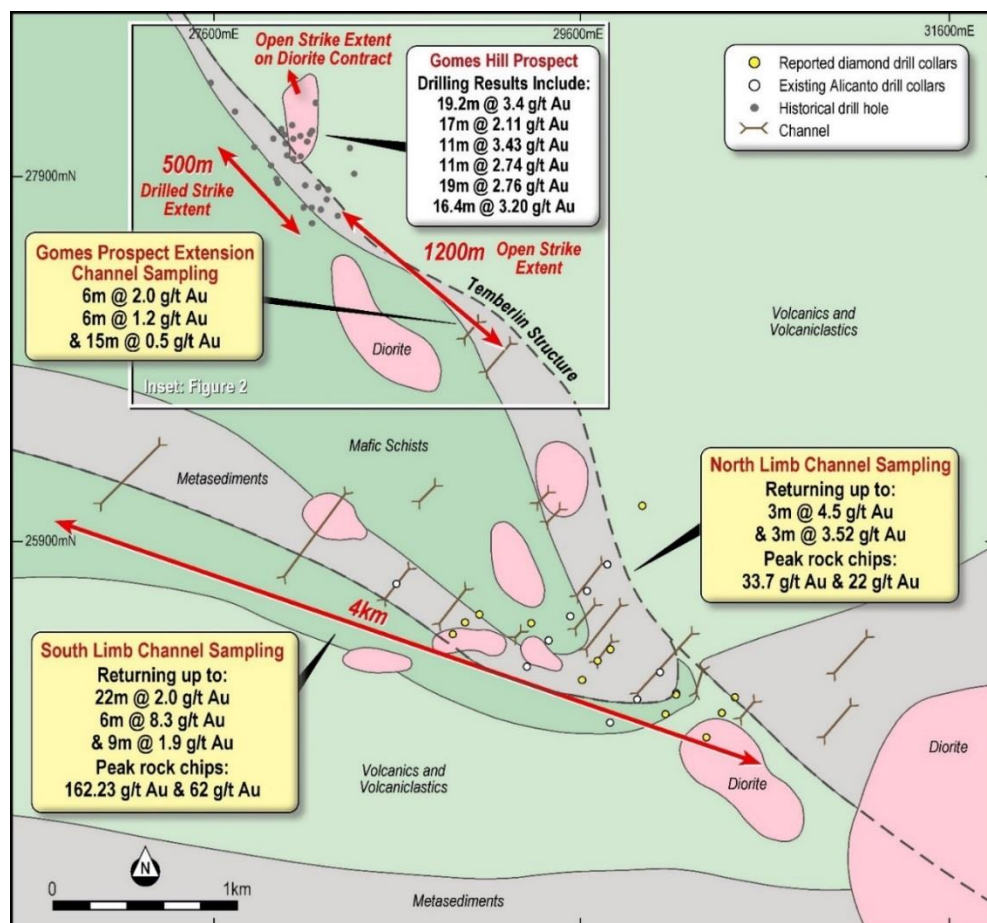 27600mE
29600mE
31600mE
Open Strike Extent
on Diorite Contract
Gomes Hill Prospect
Drilling Results Include:
19.2m @ 3.4 g/t Au
17m @ 2.11 g/t Au
11m @ 3.43 g/t Au
11m @ 2.74 g/t Au
19m @ 2.76 g/t Au
16.4m @ 3.20 g/t Au
Reported diamond drill collars
Existing Alicanto drill collars
Historical drill hole
Channel
27900mN
500m
Drilled Strike
Extent
1200m Open Strike
Extent
Gomes Prospect Extension
Channel Sampling
6m @ 2.0 g/t Au
6m @ 1.2 g/t Au
& 15m @ 0.5 g/t Au
Temberlin Structure
Volcanics and
Volcaniclastics
Diorite
Inset: Figure 2
Mafic Schists
Metasediments
North Limb Channel Sampling
Returning up to:
3m @ 4.5 g/t Au
& 3m @ 3.52 g/t Au
Peak rock chips:
33.7 g/t Au & 22 g/t Au
25900mN
4km
South Limb Channel Sampling
Returning up to:
22m @ 2.0 g/t Au
6m @ 8.3 g/t Au
& 9m @ 1.9 g/t Au
Peak rock chips:
162.23 g/t Au & 62 g/t Au
Volcanics and
Volcaniclastics
Diorite
Diorite
N
0
1km
Metasediments